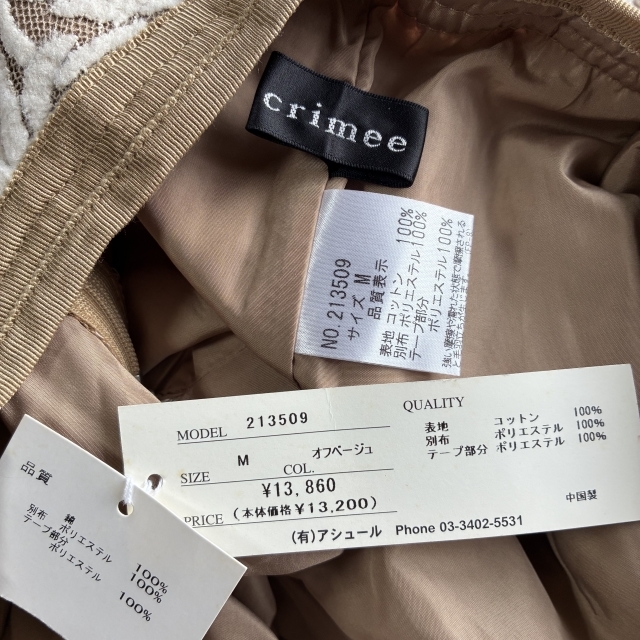 crimee
NO.213509
サイズ M
品質表示
表地 コットン 100%
別布 ポリエステル 100%
テープ部分
ポリエステル 100%
MODEL 213509
SIZE M COL. オフベージュ
¥13,860
PRICE (本体価格¥13,200)
QUALITY
表地 コットン 100%
別布 ポリエステル 100%
テープ部分 ポリエステル 100%
中国製
(有)アシュール Phone 03-3402-5531
品質
綿 100%
別布 ポリエステル 100%
テープ部分
ポリエステル 100%